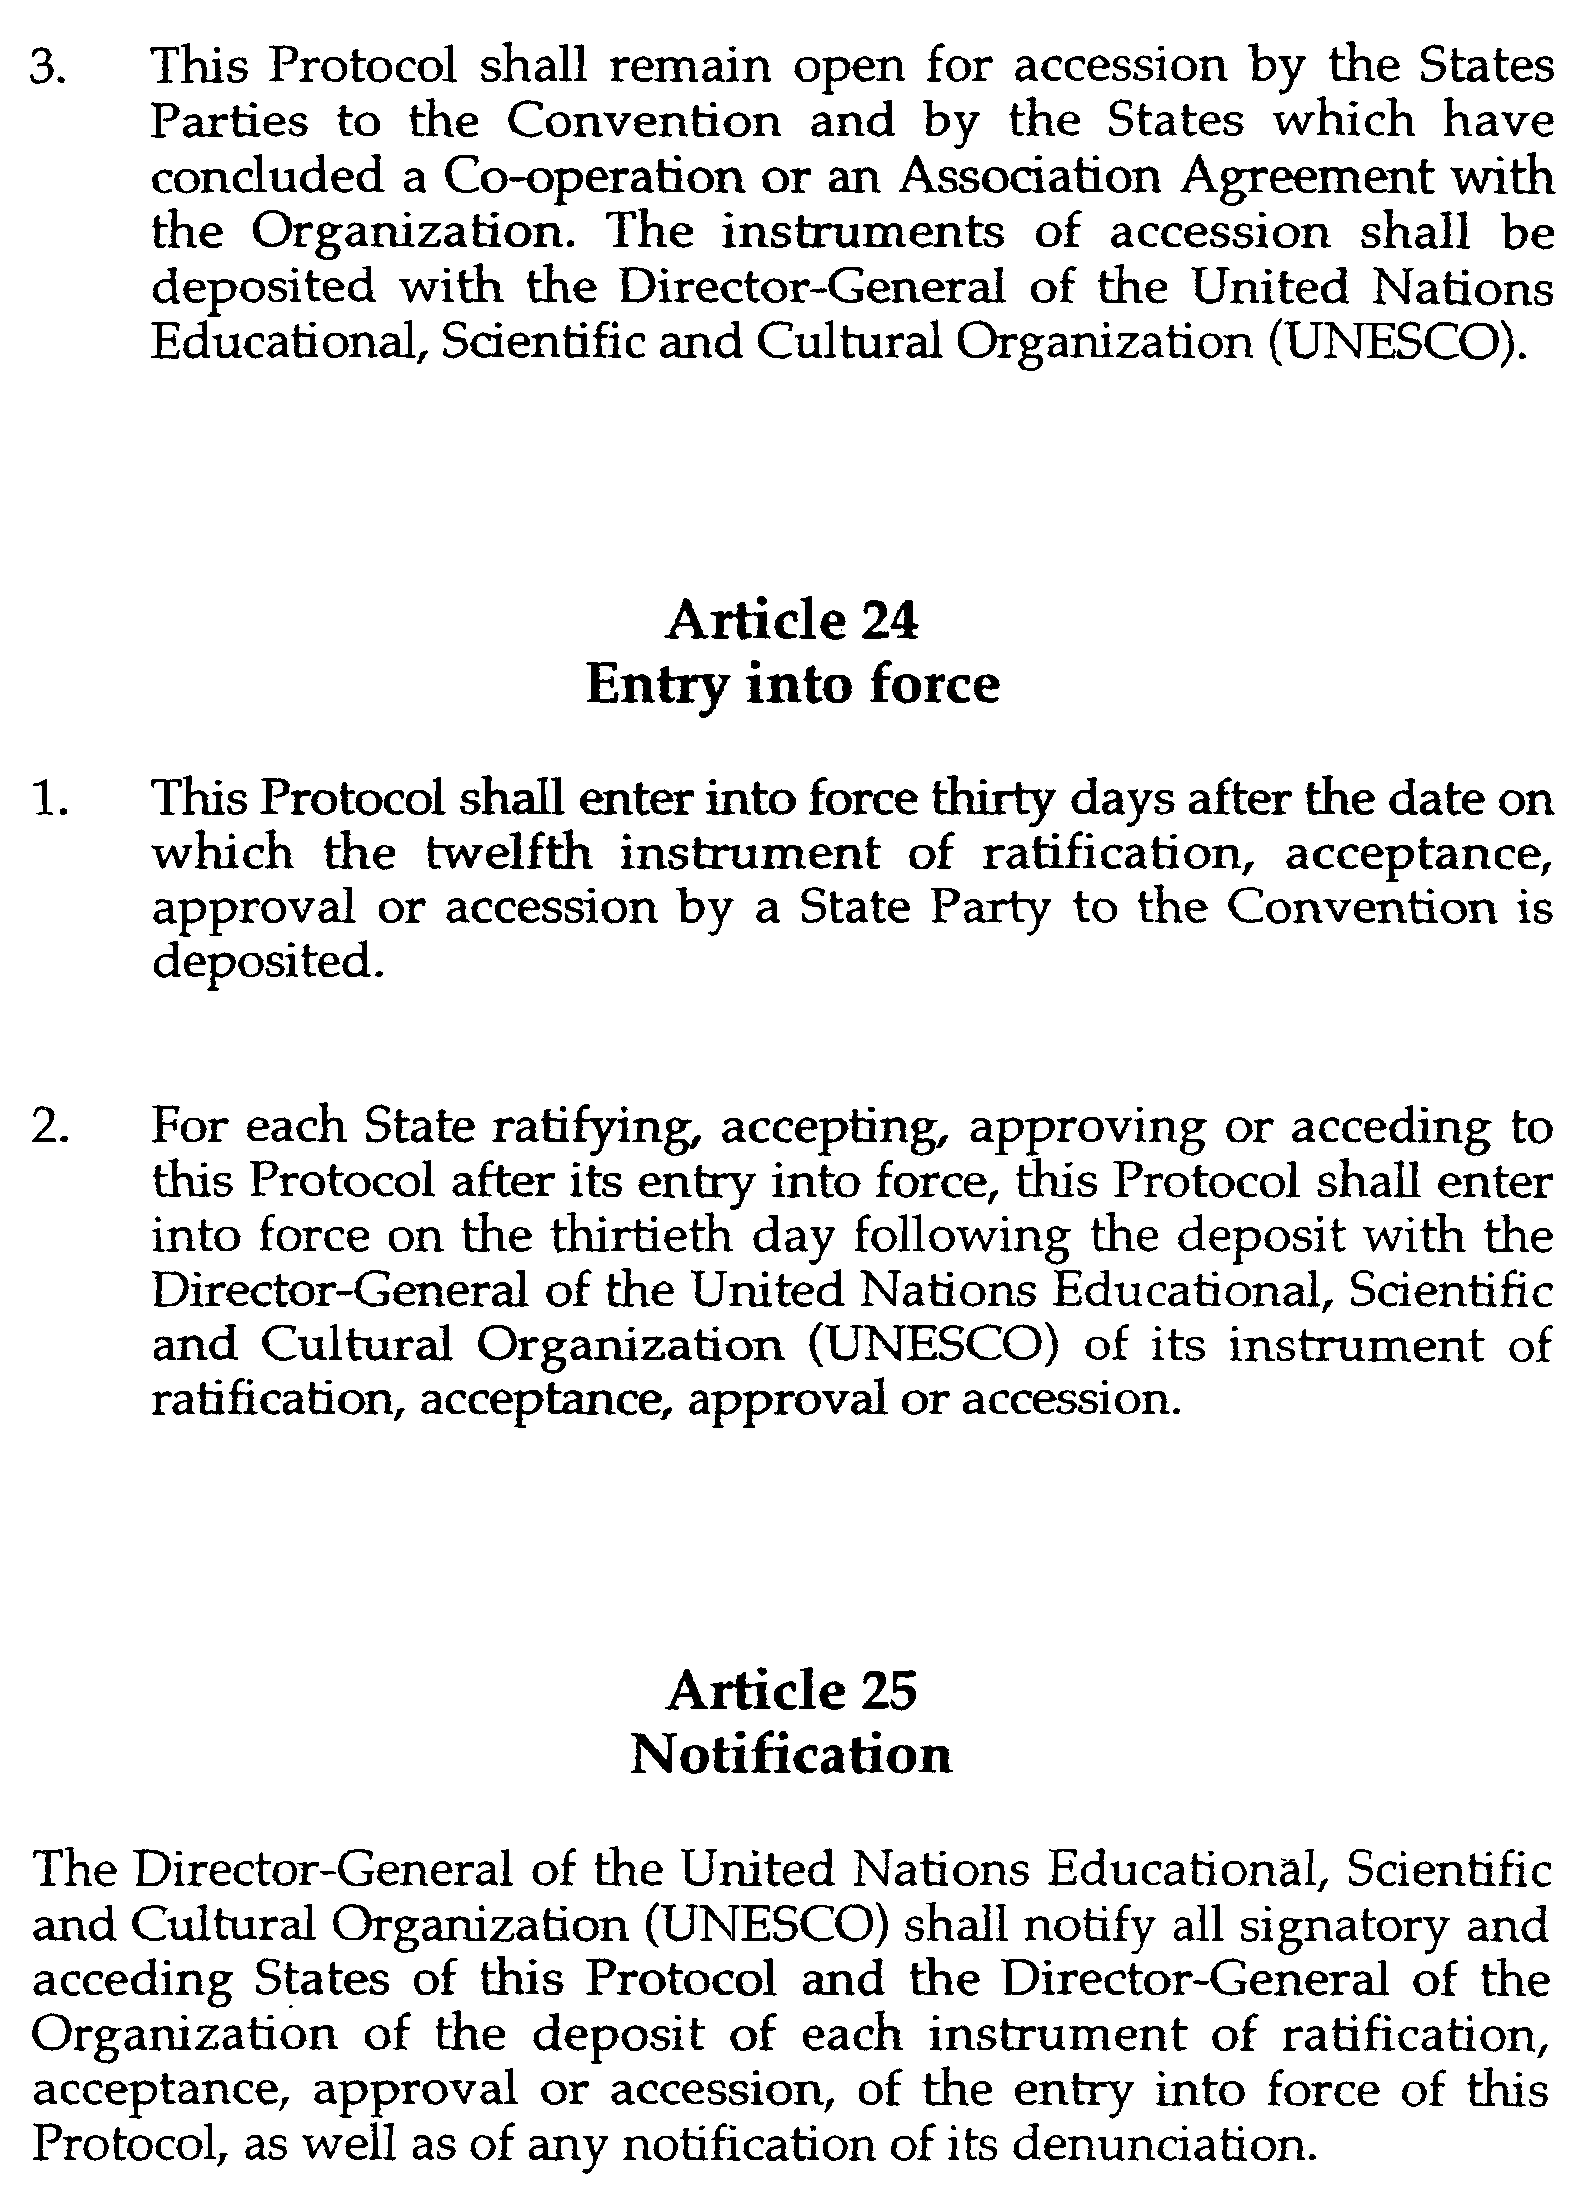 3. This Protocol shall remain open for accession by the States
Parties to the Convention and by the States which have
concluded a Co-operation or an Association Agreement with
the Organization. The instruments of accession shall be
deposited with the Director-General of the United Nations
Educational, Scientific and Cultural Organization (UNESCO).
Article 24
Entry into force
1. This Protocol shall enter into force thirty days after the date on
which the twelfth instrument of ratification, acceptance,
approval or accession by a State Party to the Convention is
deposited.
2. For each State ratifying, accepting, approving or acceding to
this Protocol after its entry into force, this Protocol shall enter
into force on the thirtieth day following the deposit with the
Director-General of the United Nations Educational, Scientific
and Cultural Organization (UNESCO) of its instrument of
ratification, acceptance, approval or accession.
Article 25
Notification
The Director-General of the United Nations Educational, Scientific
and Cultural Organization (UNESCO) shall notify all signatory and
acceding States of this Protocol and the Director-General of the
Organization of the deposit of each instrument of ratification,
acceptance, approval or accession, of the entry into force of this
Protocol, as well as of any notification of its denunciation.